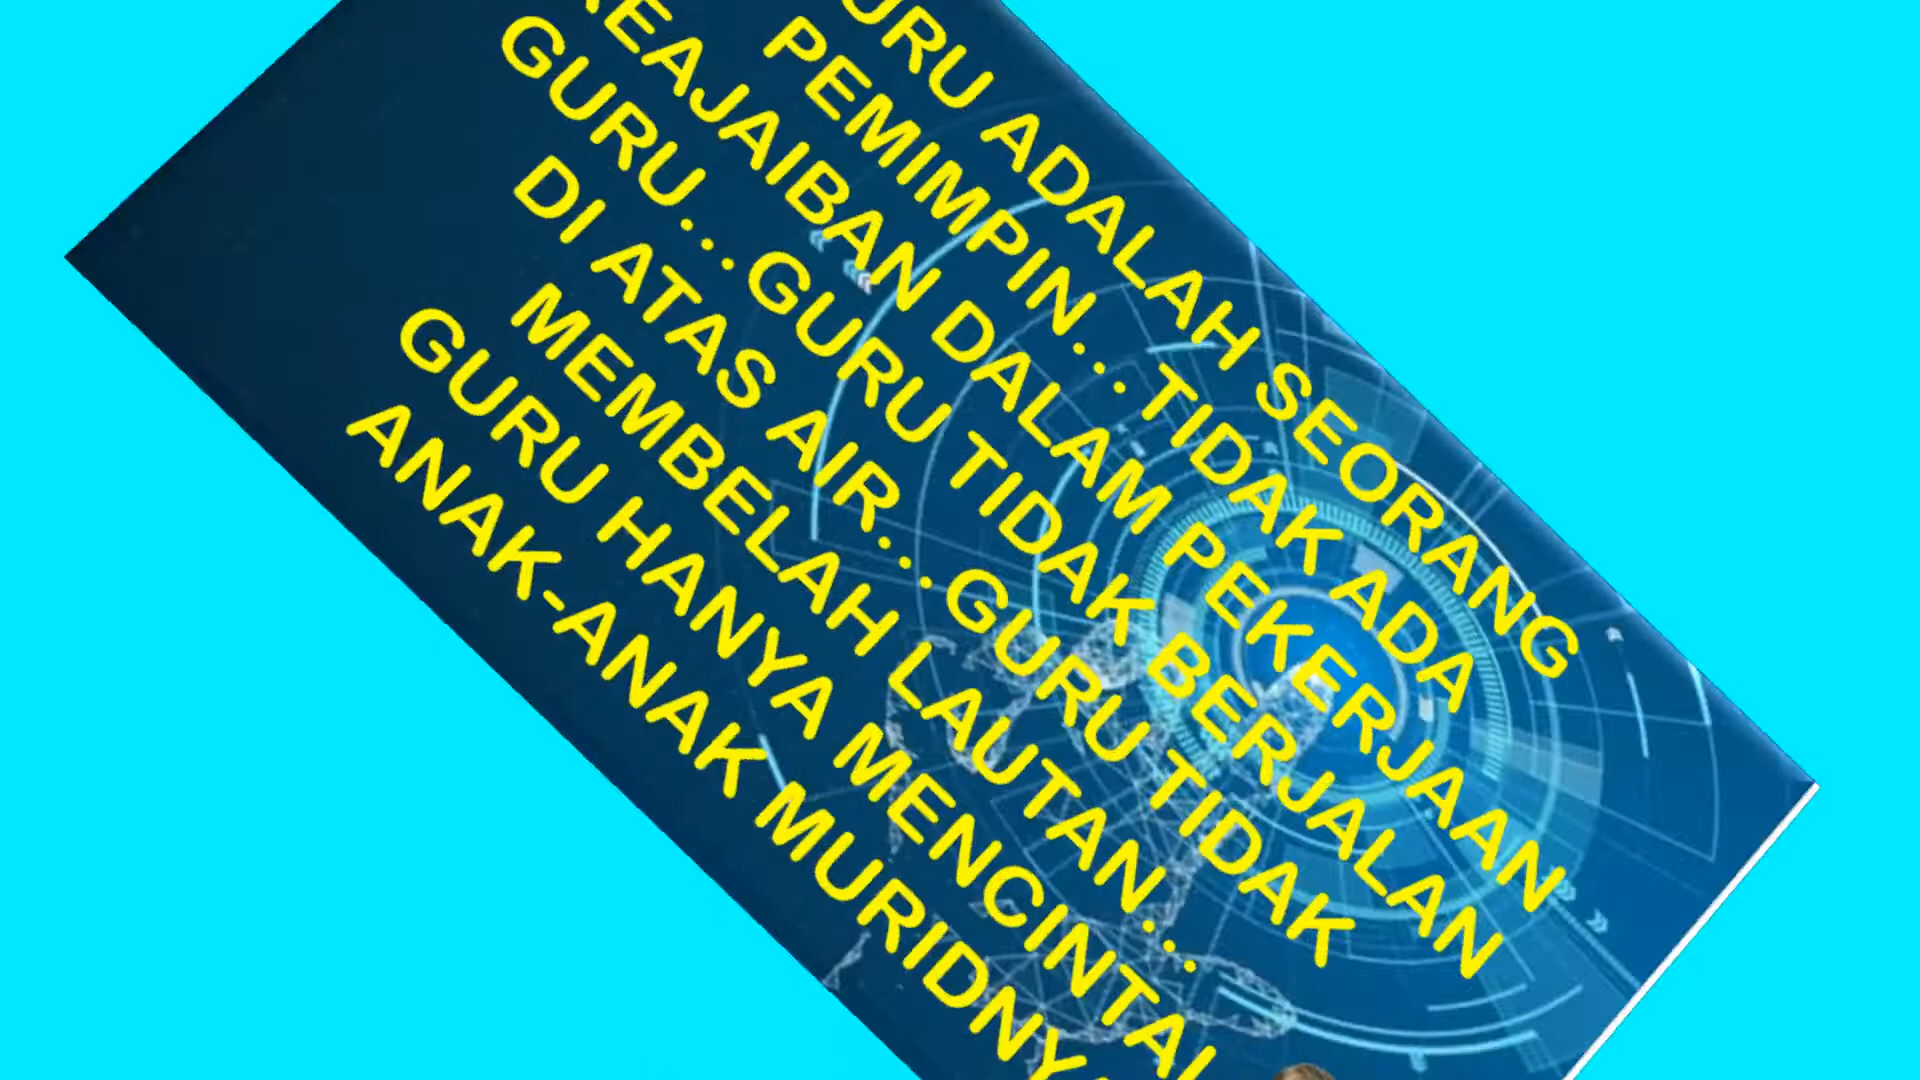 GURU ADALAH SEORANG
PEMIMPIN...TIDAK ADA
KEAJAIBAN DALAM PEKERJAAN
GURU...GURU TIDAK BERJALAN
DI ATAS AIR...GURU TIDAK
MEMBELAH LAUTAN...
GURU HANYA MENCINTAI
ANAK-ANAK MURIDNYA